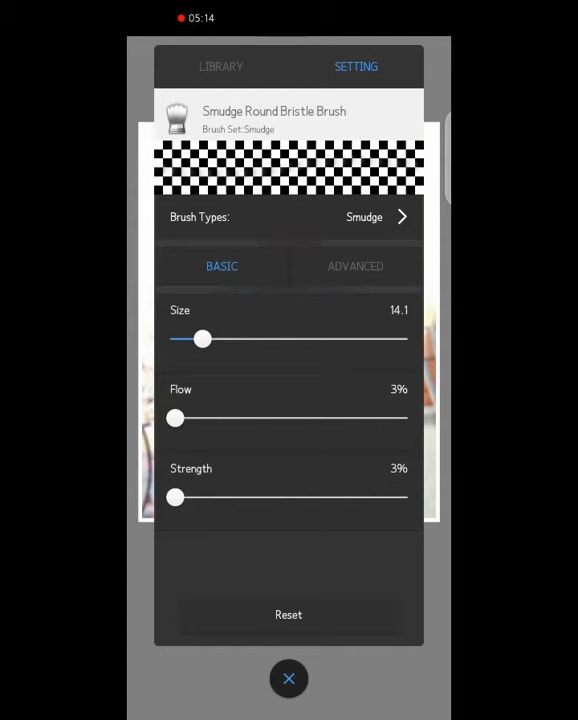 05:14
LIBRARY
SETTING
Smudge Round Bristle Brush
Brush Set:Smudge
Brush Types:
Smudge
BASIC
ADVANCED
Size
14.1
Flow
3%
Strength
3%
Reset